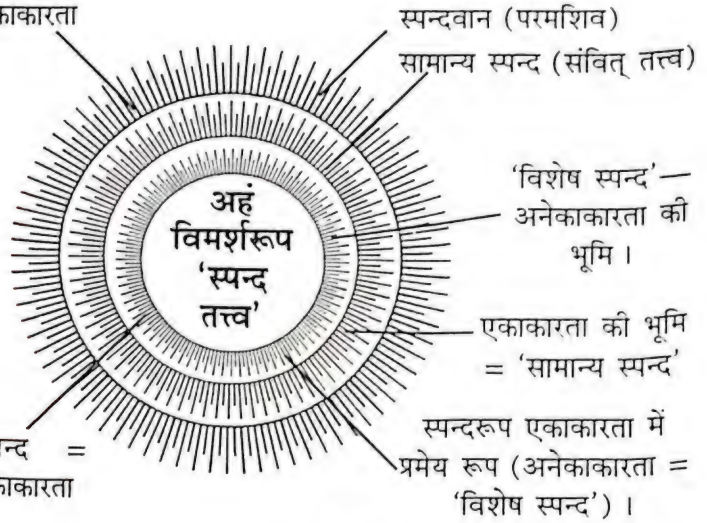 काकारता
स्पन्दवान (परमशिव)
सामान्य स्पन्द (संवित् तत्त्व)
'विशेष स्पन्द'—
अनेकाकारता की
भूमि ।
अहं
विमर्शरूप
'स्पन्द
तत्त्व'
एकाकारता की भूमि
= 'सामान्य स्पन्द'
स्पन्दरूप एकाकारता में
प्रमेय रूप (अनेकाकारता =
'विशेष स्पन्द') ।
न्द =
काकारता